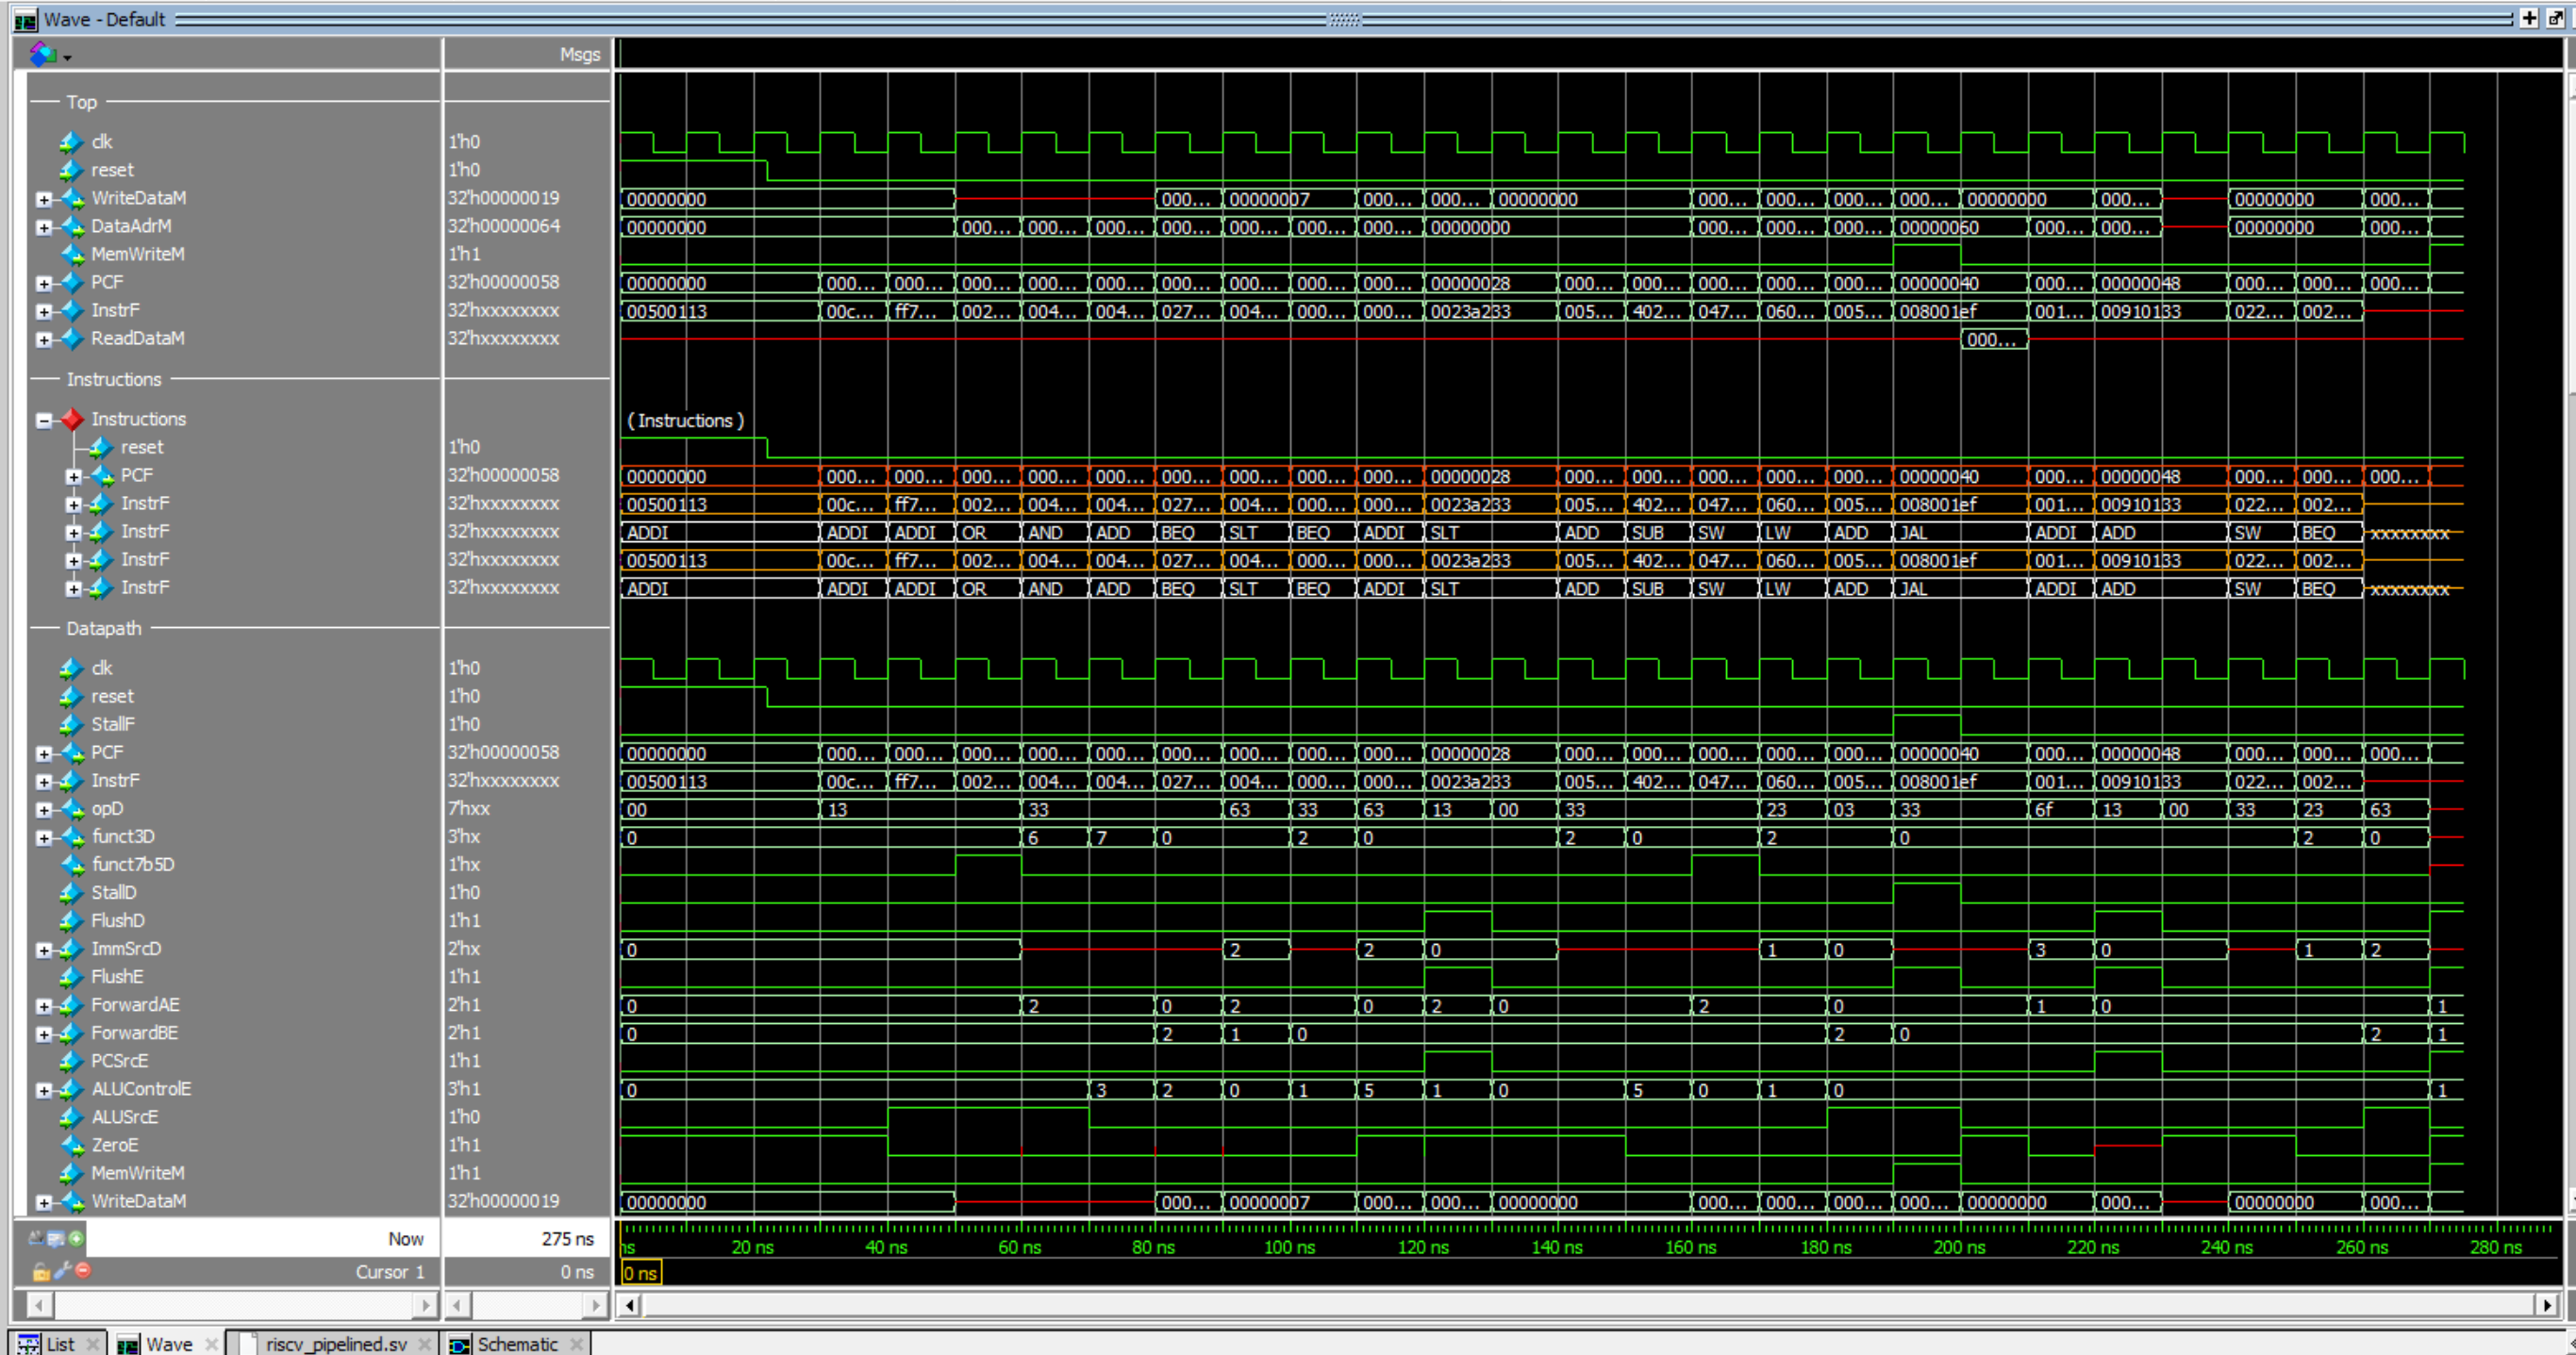 Wave - Default
Msgs
Top
clk 1'h0
reset 1'h0
WriteDataM 32'h00000019 00000000 000... 00000007 000... 000... 00000000 000... 000... 000... 000... 00000000 000... 00000000 000...
DataAdrM 32'h00000064 00000000 000... 000... 000... 000... 000... 000... 000... 00000000 000... 000... 000... 00000060 000... 000... 00000000 000...
MemWriteM 1'h1
PCF 32'h00000058 00000000 000... 000... 000... 000... 000... 000... 000... 000... 000... 00000028 000... 000... 000... 000... 000... 00000040 000... 00000048 000... 000... 000...
InstrF 32'hxxxxxxxx 00500113 00c... ff7... 002... 004... 004... 027... 004... 000... 000... 0023a233 005... 402... 047... 060... 005... 008001ef 001... 00910133 022... 002...
ReadDataM 32'hxxxxxxxx 000...
Instructions
Instructions (Instructions)
reset 1'h0
PCF 32'h00000058 00000000 000... 000... 000... 000... 000... 000... 000... 000... 000... 00000028 000... 000... 000... 000... 000... 00000040 000... 00000048 000... 000... 000...
InstrF 32'hxxxxxxxx 00500113 00c... ff7... 002... 004... 004... 027... 004... 000... 000... 0023a233 005... 402... 047... 060... 005... 008001ef 001... 00910133 022... 002...
InstrF 32'hxxxxxxxx ADDI ADDI ADDI OR AND ADD BEQ SLT BEQ ADDI SLT ADD SUB SW LW ADD JAL ADDI ADD SW BEQ xxxxxxxx
InstrF 32'hxxxxxxxx 00500113 00c... ff7... 002... 004... 004... 027... 004... 000... 000... 0023a233 005... 402... 047... 060... 005... 008001ef 001... 00910133 022... 002...
InstrF 32'hxxxxxxxx ADDI ADDI ADDI OR AND ADD BEQ SLT BEQ ADDI SLT ADD SUB SW LW ADD JAL ADDI ADD SW BEQ xxxxxxxx
Datapath
clk 1'h0
reset 1'h0
StallF 1'h0
PCF 32'h00000058 00000000 000... 000... 000... 000... 000... 000... 000... 000... 000... 00000028 000... 000... 000... 000... 000... 00000040 000... 00000048 000... 000... 000...
InstrF 32'hxxxxxxxx 00500113 00c... ff7... 002... 004... 004... 027... 004... 000... 000... 0023a233 005... 402... 047... 060... 005... 008001ef 001... 00910133 022... 002...
opD 7'hxx 00 13 33 63 33 63 13 00 33 23 03 33 6f 13 00 33 23 63
funct3D 3'hx 0 6 7 0 2 0 2 0 2 0 2 0
funct7b5D 1'hx
StallD 1'h0
FlushD 1'h1
ImmSrcD 2'hx 0 2 2 0 1 0 3 0 1 2
FlushE 1'h1
ForwardAE 2'h1 0 2 0 2 0 2 0 2 0 1 0 1
ForwardBE 2'h1 0 2 1 0 2 0 2 1
PCSrcE 1'h1
ALUControlE 3'h1 0 3 2 0 1 5 1 0 5 0 1 0 1
ALUSrcE 1'h0
ZeroE 1'h1
MemWriteM 1'h1
WriteDataM 32'h00000019 00000000 000... 00000007 000... 000... 00000000 000... 000... 000... 000... 00000000 000... 00000000 000...
Now 275 ns ns 20 ns 40 ns 60 ns 80 ns 100 ns 120 ns 140 ns 160 ns 180 ns 200 ns 220 ns 240 ns 260 ns 280 ns
Cursor 1 0 ns 0 ns
List Wave riscv_pipelined.sv Schematic